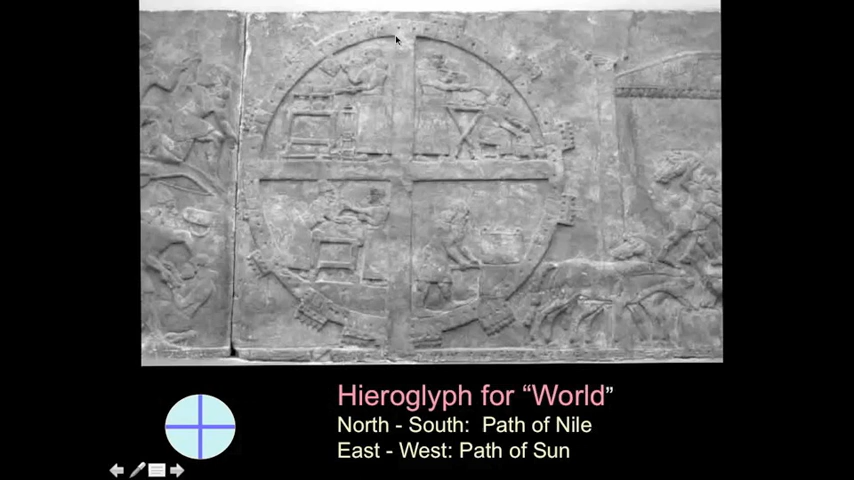 Hieroglyph for “World”
North - South:  Path of Nile
East - West: Path of Sun